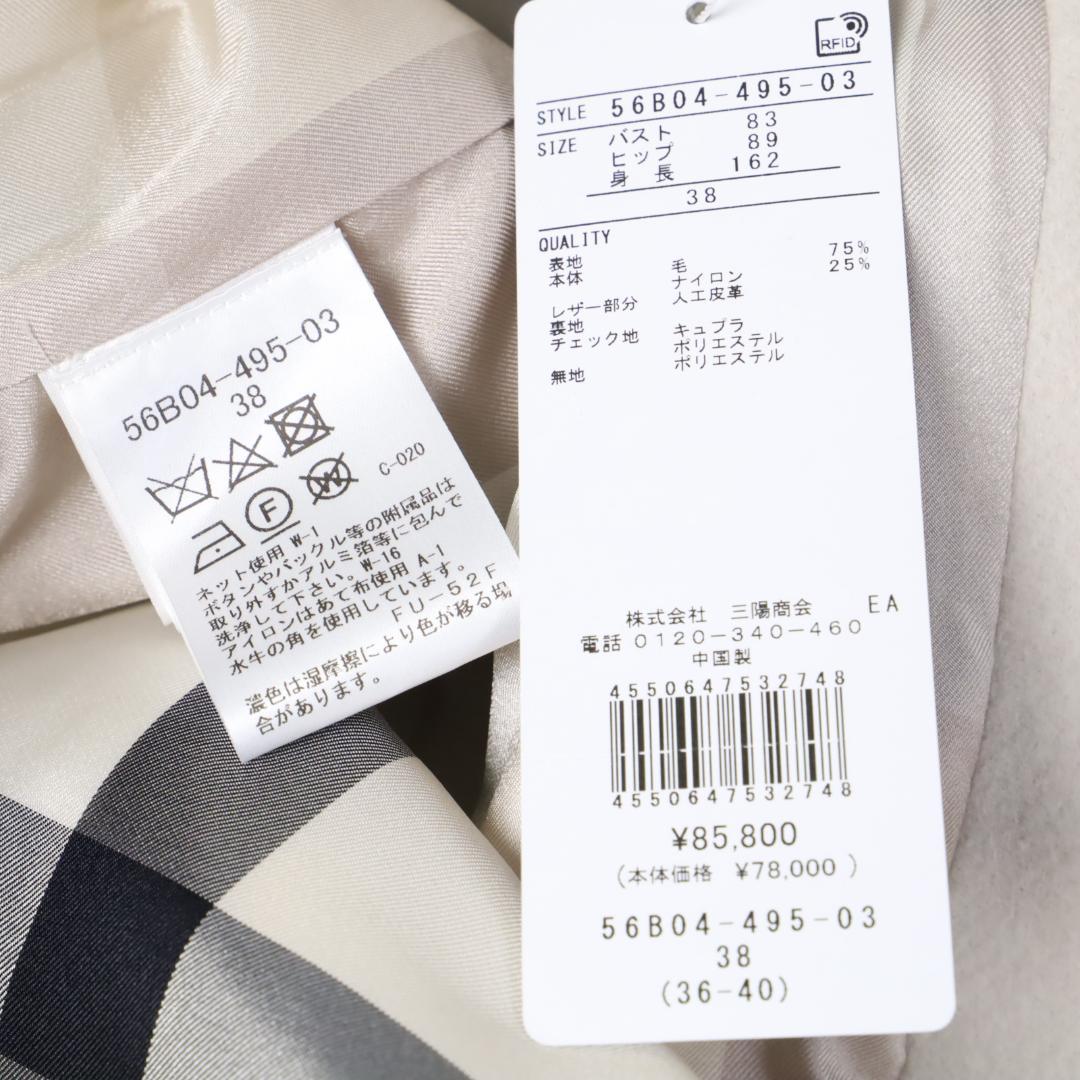 RFID
STYLE 56B04-495-03
SIZE バスト 83
ヒップ 89
身長 162
38
QUALITY
表地
本体 毛 75%
ナイロン 25%
レザー部分 人工皮革
裏地
チェック地 キュプラ
ポリエステル
無地 ポリエステル
株式会社 三陽商会 EA
電話 0120-340-460
中国製
4550647532748
4550647532748
¥85,800
(本体価格 ¥78,000)
56B04-495-03
38
(36-40)
56B04-495-03
38
C-020
F
W
ネット使用 W-1
ボタンやバックル等の附属品は
取り外すかアルミ箔等に包んで
洗浄して下さい。W-16
アイロンはあて布使用 A-1
水牛の角を使用しています。
FU-52F
濃色は湿摩擦により色が移る場
合があります。